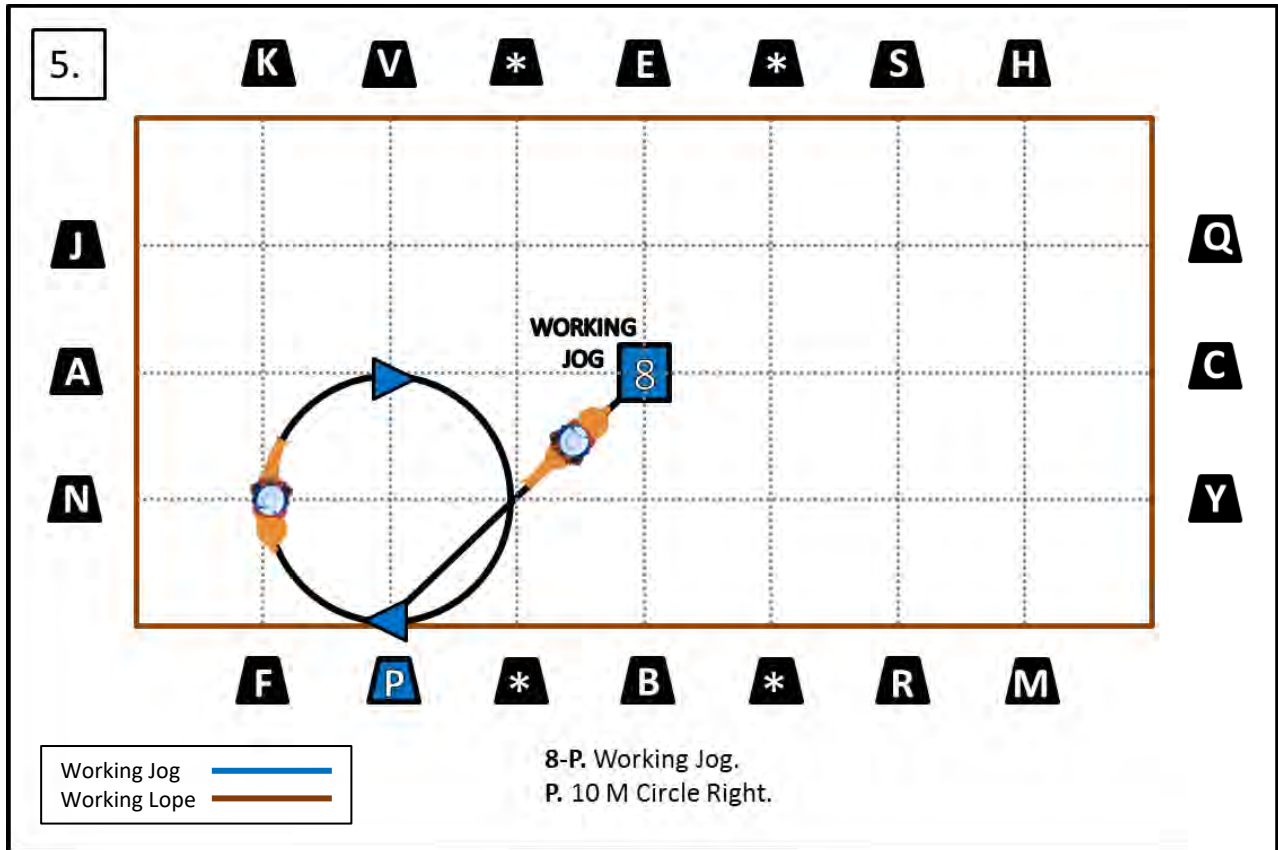 5.
K V * E * S H
J
Q
WORKING
JOG
8
A
C
N
Y
F P * B * R M
Working Jog
Working Lope
8-P. Working Jog.
P. 10 M Circle Right.